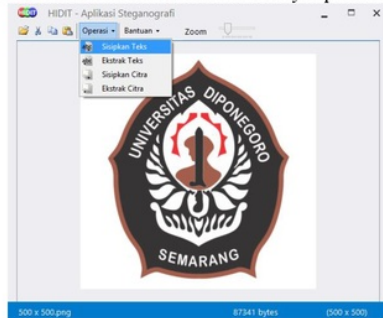 HIDIT - Aplikasi Steganografi
Operasi Bantuan Zoom
Sisipkan Teks
Ekstrak Teks
Sisipkan Citra
Ekstrak Citra
UNIVERSITAS DIPONEGORO
SEMARANG
500 x 500.png 87341 bytes (500 x 500)